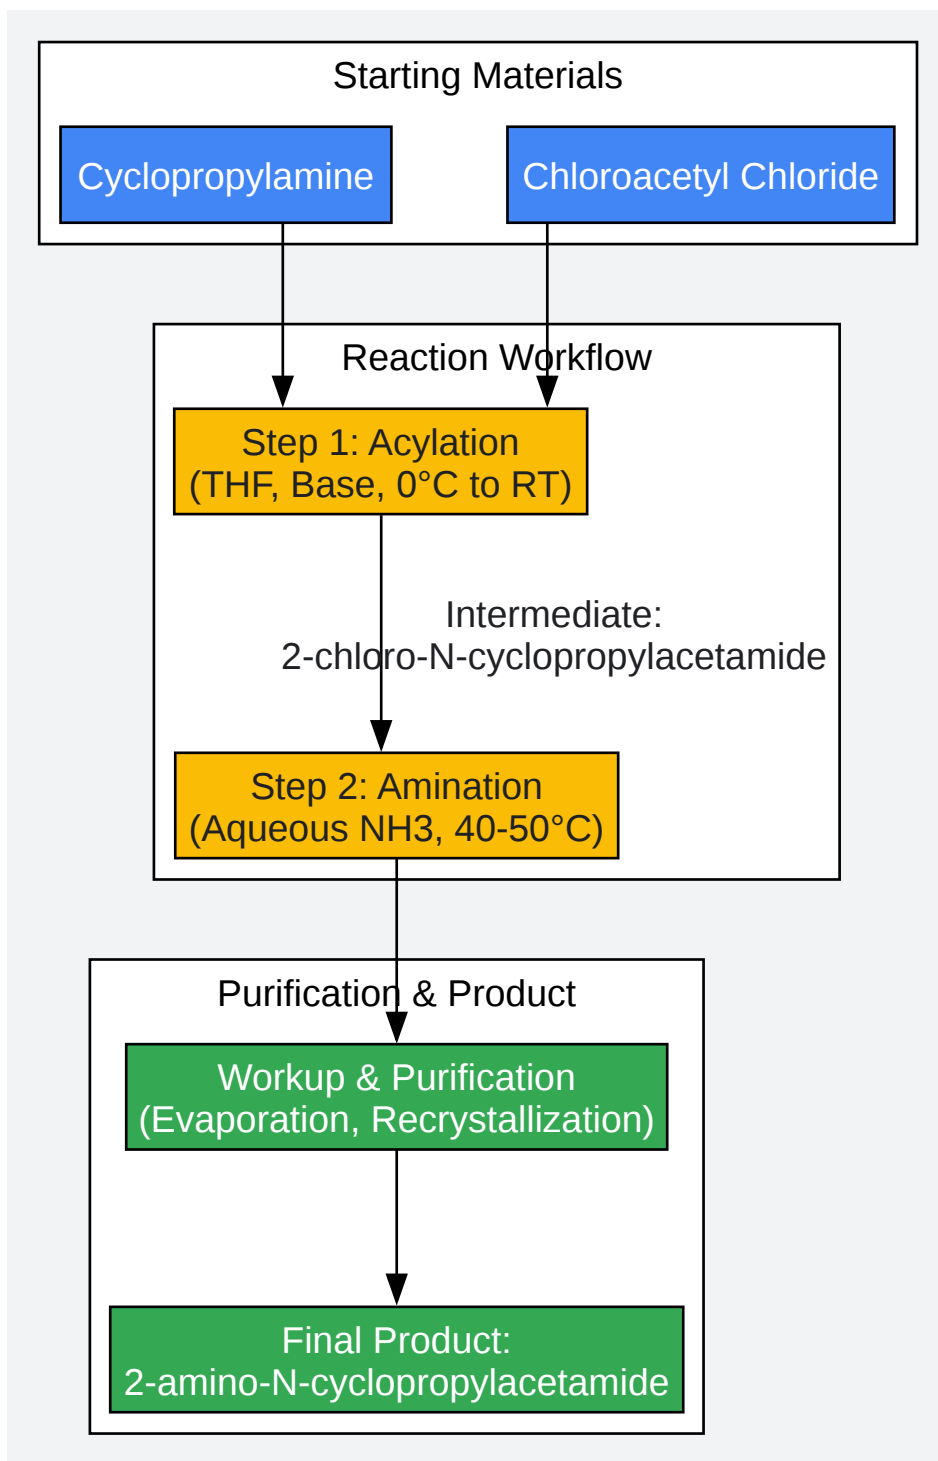 Starting Materials
Cyclopropylamine
Chloroacetyl Chloride
Reaction Workflow
Step 1: Acylation
(THF, Base, 0°C to RT)
Intermediate:
2-chloro-N-cyclopropylacetamide
Step 2: Amination
(Aqueous NH3, 40-50°C)
Purification & Product
Workup & Purification
(Evaporation, Recrystallization)
Final Product:
2-amino-N-cyclopropylacetamide